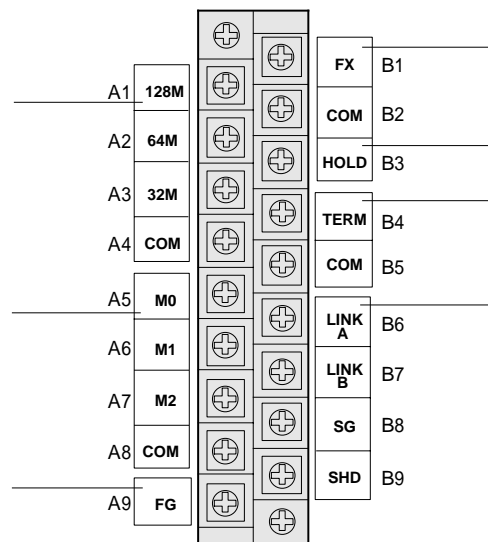 A1 128M
A2 64M
A3 32M
A4 COM
A5 M0
A6 M1
A7 M2
A8 COM
A9 FG
FX B1
COM B2
HOLD B3
TERM B4
COM B5
LINK
A B6
LINK
B B7
SG B8
SHD B9